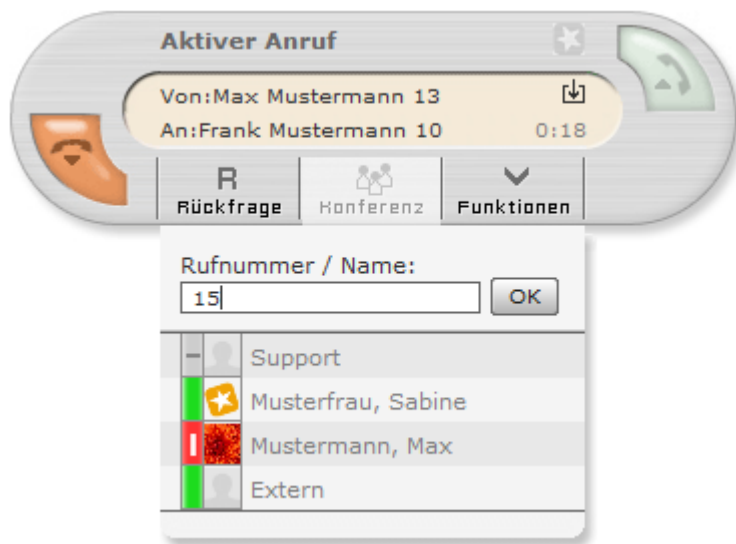 Aktiver Anruf
Von:Max Mustermann 13
An:Frank Mustermann 10 0:18
R
Rückfrage Konferenz Funktionen
Rufnummer / Name:
15 OK
Support
Musterfrau, Sabine
Mustermann, Max
Extern